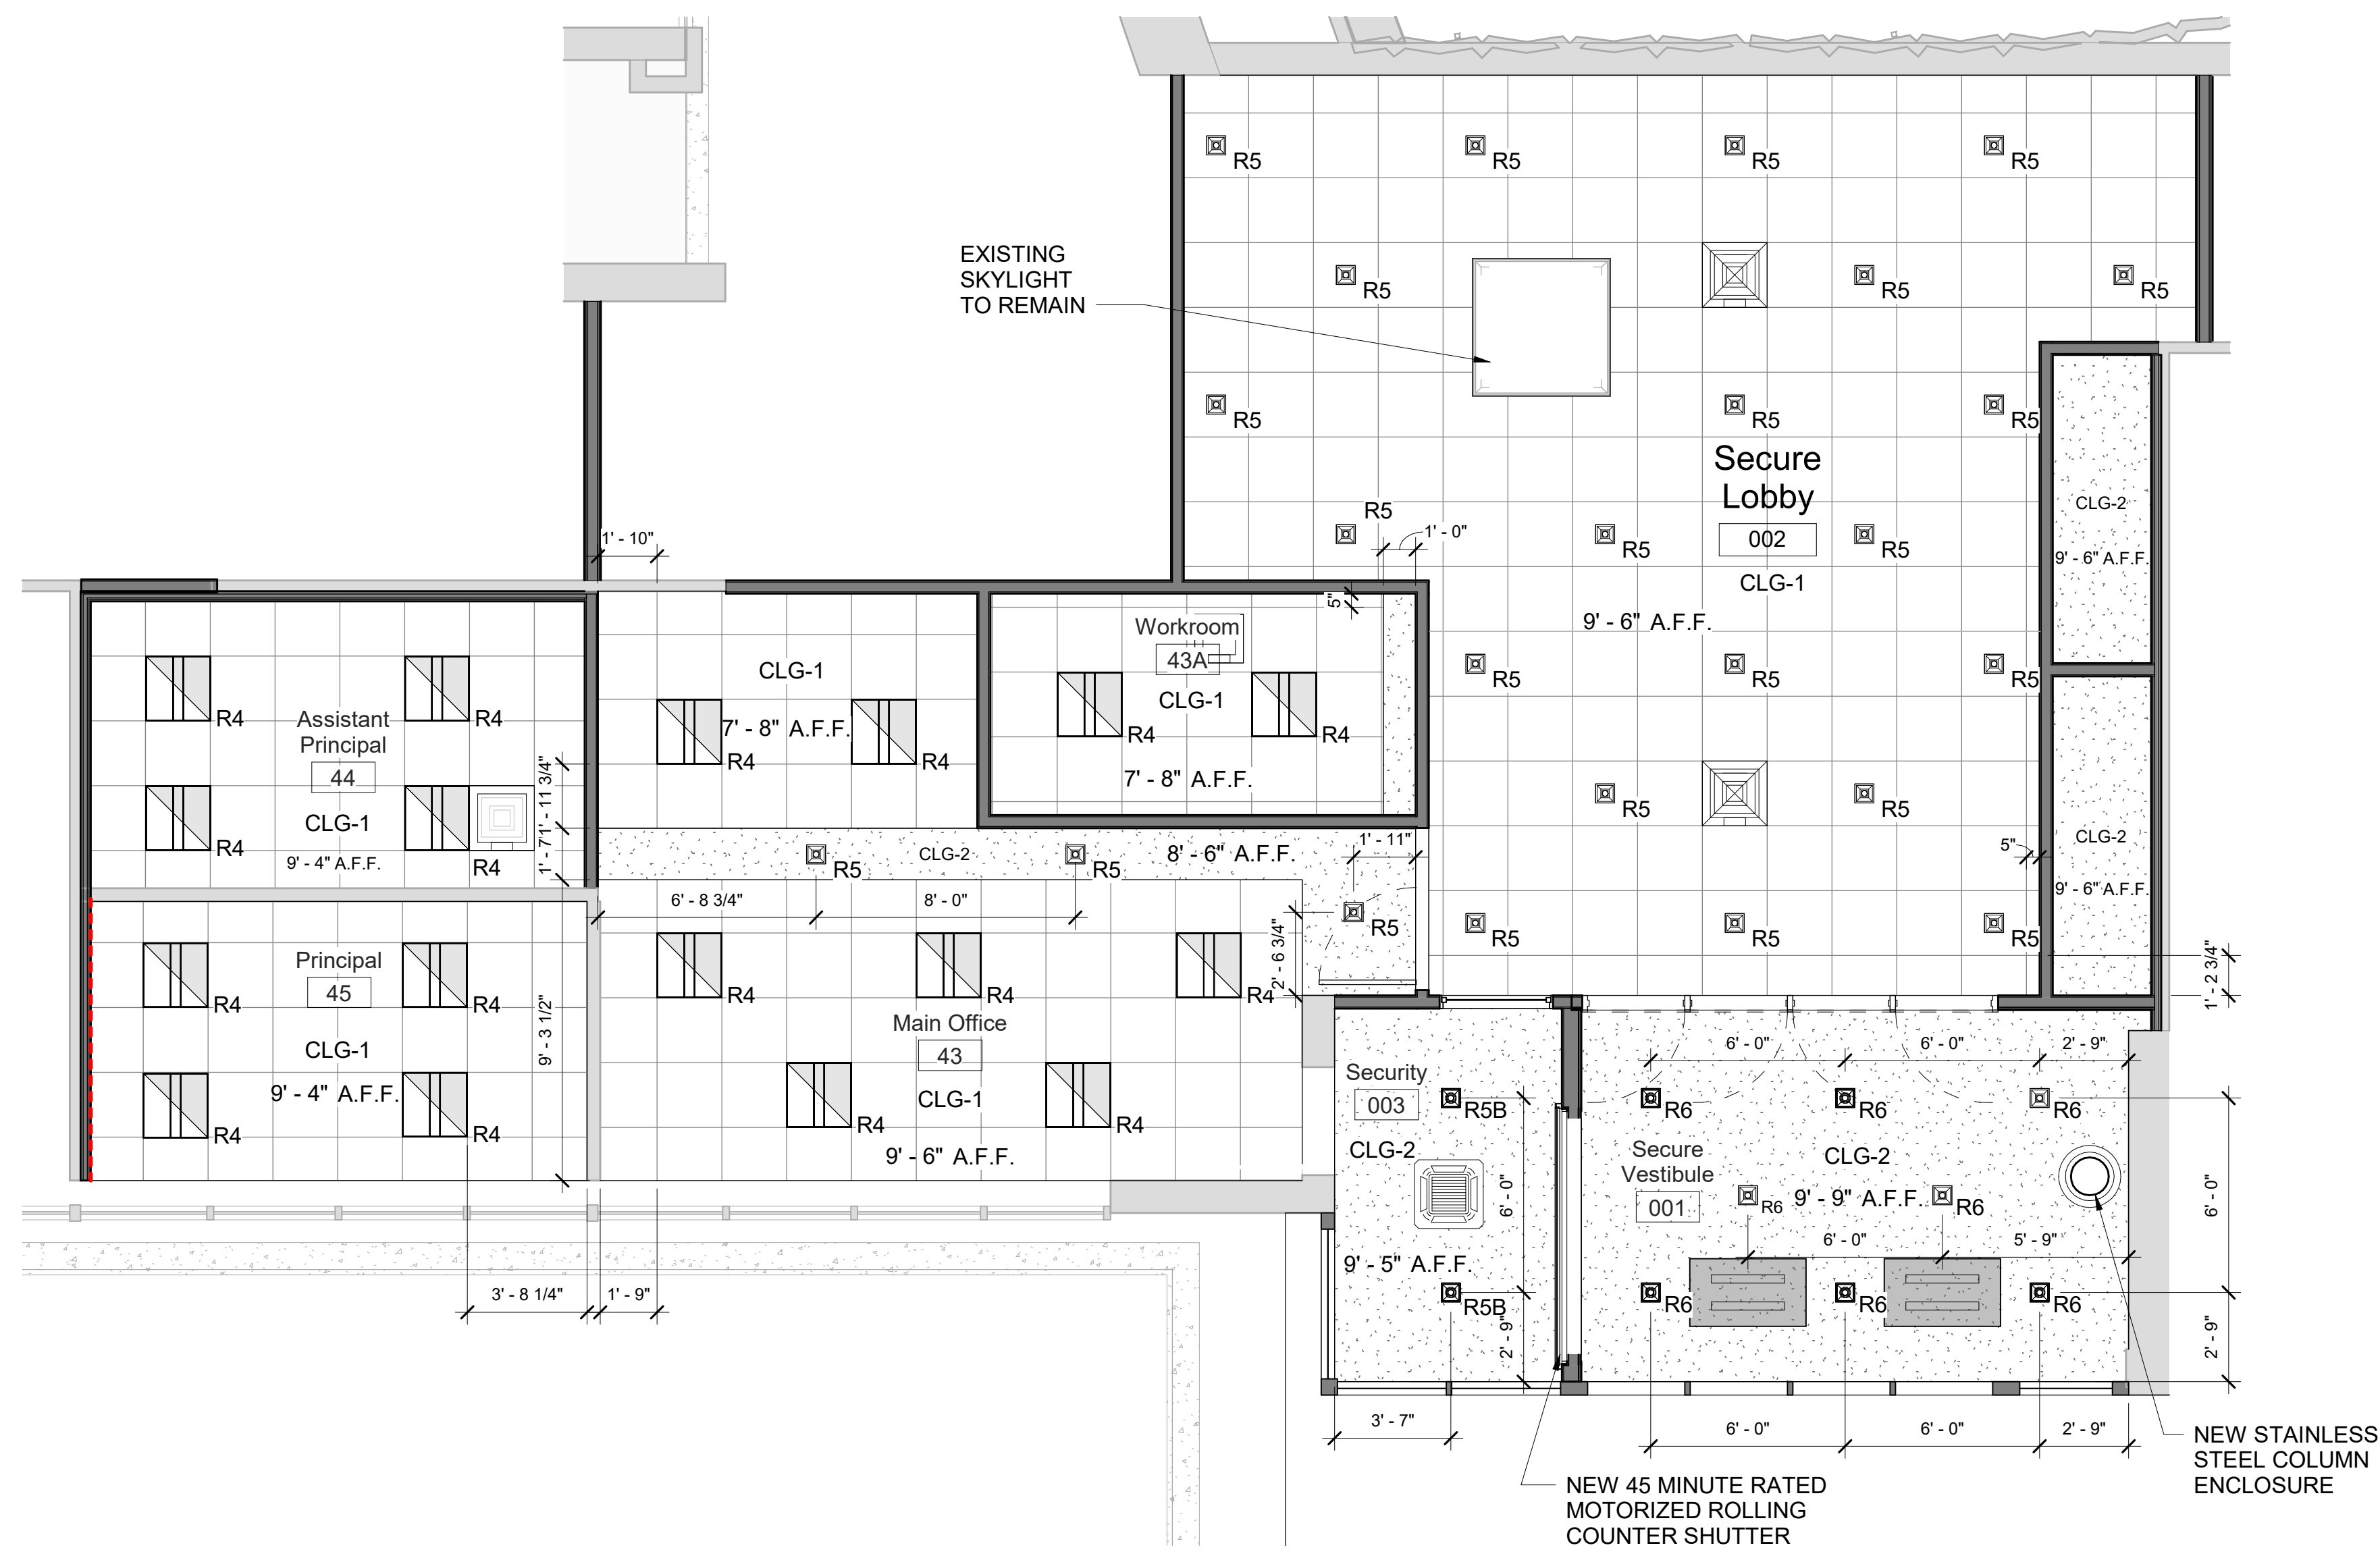 R5
R5
R5
R5
EXISTING
SKYLIGHT
TO REMAIN
R5
R5
R5
R5
R5
R5
Secure
Lobby
002
CLG-1
9' - 6" A.F.F.
R5
R5
R5
1' - 0"
CLG-2
9' - 6" A.F.F.
1' - 10"
5"
Workroom
43A
CLG-1
R4
R4
7' - 8" A.F.F.
CLG-1
7' - 8" A.F.F.
R4
R4
R5
R5
R5
R4
R4
Assistant
Principal
44
CLG-1
9' - 4" A.F.F.
R4
R4
1' - 11 3/4"
1' - 7"
R5
R5
CLG-2
9' - 6" A.F.F.
5"
CLG-2
8' - 6" A.F.F.
1' - 11"
R5
R5
6' - 8 3/4"
8' - 0"
R5
2' - 6 3/4"
R5
R5
R5
1' - 2 3/4"
Principal
45
R4
R4
CLG-1
9' - 4" A.F.F.
R4
R4
9' - 3 1/2"
R4
R4
R4
Main Office
43
CLG-1
R4
R4
9' - 6" A.F.F.
Security
003
R5B
CLG-2
6' - 0"
9' - 5" A.F.F.
R5B
2' - 9"
6' - 0"
6' - 0"
2' - 9"
R6
R6
R6
Secure
Vestibule
001
CLG-2
9' - 9" A.F.F.
R6
R6
6' - 0"
5' - 9"
6' - 0"
R6
R6
R6
2' - 9"
3' - 8 1/4"
1' - 9"
3' - 7"
6' - 0"
6' - 0"
2' - 9"
NEW STAINLESS
STEEL COLUMN
ENCLOSURE
NEW 45 MINUTE RATED
MOTORIZED ROLLING
COUNTER SHUTTER